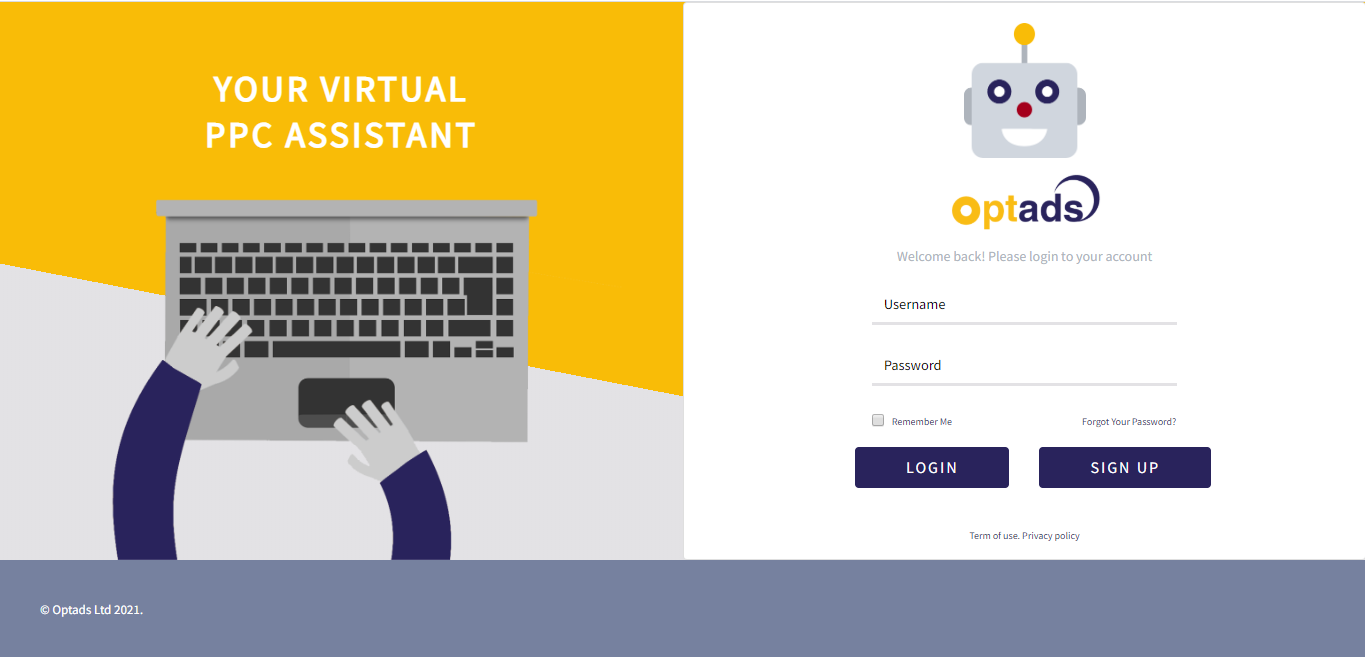 YOUR VIRTUAL
PPC ASSISTANT
optads
Welcome back! Please login to your account
Username
Password
Remember Me
Forgot Your Password?
LOGIN
SIGN UP
Term of use. Privacy policy
© Optads Ltd 2021.